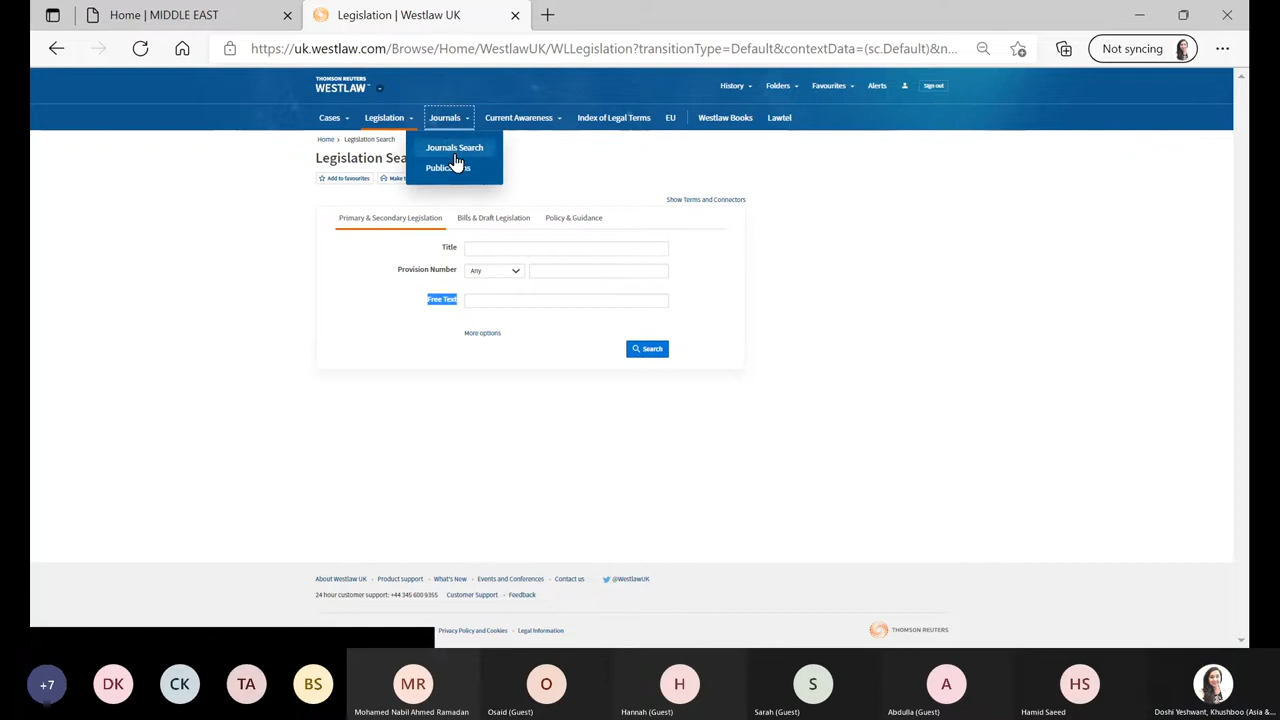 Home | MIDDLE EAST
Legislation | Westlaw UK
https://uk.westlaw.com/Browse/Home/WestlawUK/WLLegislation?transitionType=Default&contextData=(sc.Default)&n...
Not syncing
THOMSON REUTERS
WESTLAW™
History
Folders
Favourites
Alerts
Sign out
Cases
Legislation
Journals
Current Awareness
Index of Legal Terms
EU
Westlaw Books
Lawtel
Home › Legislation Search
Journals Search
Legislation Sea
Add to favourites
Make t
Show Terms and Connectors
Primary & Secondary Legislation
Bills & Draft Legislation
Policy & Guidance
Title
Provision Number
Any
Free Text
More options
Search
About Westlaw UK
Product support
What's New
Events and Conferences
Contact us
@WestlawUK
24 hour customer support: +44 345 600 9355
Customer Support
Feedback
Privacy Policy and Cookies
Legal Information
THOMSON REUTERS
+7
DK
CK
TA
BS
MR
O
H
S
A
HS
Mohamed Nabil Ahmed Ramadan
Osaid (Guest)
Hannah (Guest)
Sarah (Guest)
Abdulla (Guest)
Hamid Saeed
Doshi Yeshwant, Khushboo (Asia &...